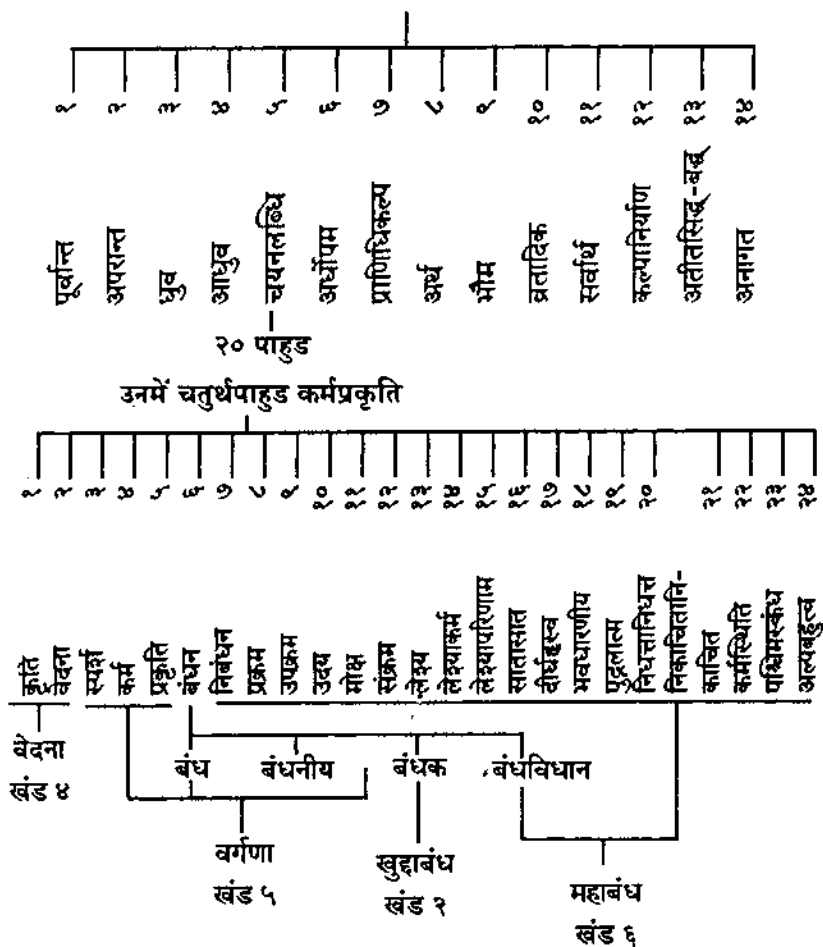 १ २ ३ ४ ५ ६ ७ ८ ९ १० ११ १२ १३ १४
पूर्वान्त
अपरान्त
ध्रुव
आध्रुव
चयनलब्धि
अर्धोपम
प्राणिधिकल्प
अर्थ
भौम
व्रतादिक
सर्वार्थ
कल्पानिर्याण
अतीतसिद्ध-बद्ध
अनागत
२० पाहुड
उनमें चतुर्थपाहुड कर्मप्रकृति
१ २ ३ ४ ५ ६ ७ ८ ९ १० ११ १२ १३ १४ १५ १६ १७ १८ १९ २० २१ २२ २३ २४
कृति
वेदना
स्पर्श
कर्म
प्रकृति
बंधन
निबंधन
प्रक्रम
उपक्रम
उदय
मोक्ष
संक्रम
लेश्य
लेश्याकर्म
लेश्यापरिणाम
सातासात
दीर्घह्रस्व
भवधारणीय
पुद्गलात्म
निधत्तानिधत्त
निकाचितानि-
काचित
कर्मस्थिति
पश्चिमस्कंध
अल्पबहुत्व
वेदना
खंड ४
बंध बंधनीय बंधक बंधविधान
वर्गणा
खंड ५
खुद्दाबंध
खंड २
महाबंध
खंड ६